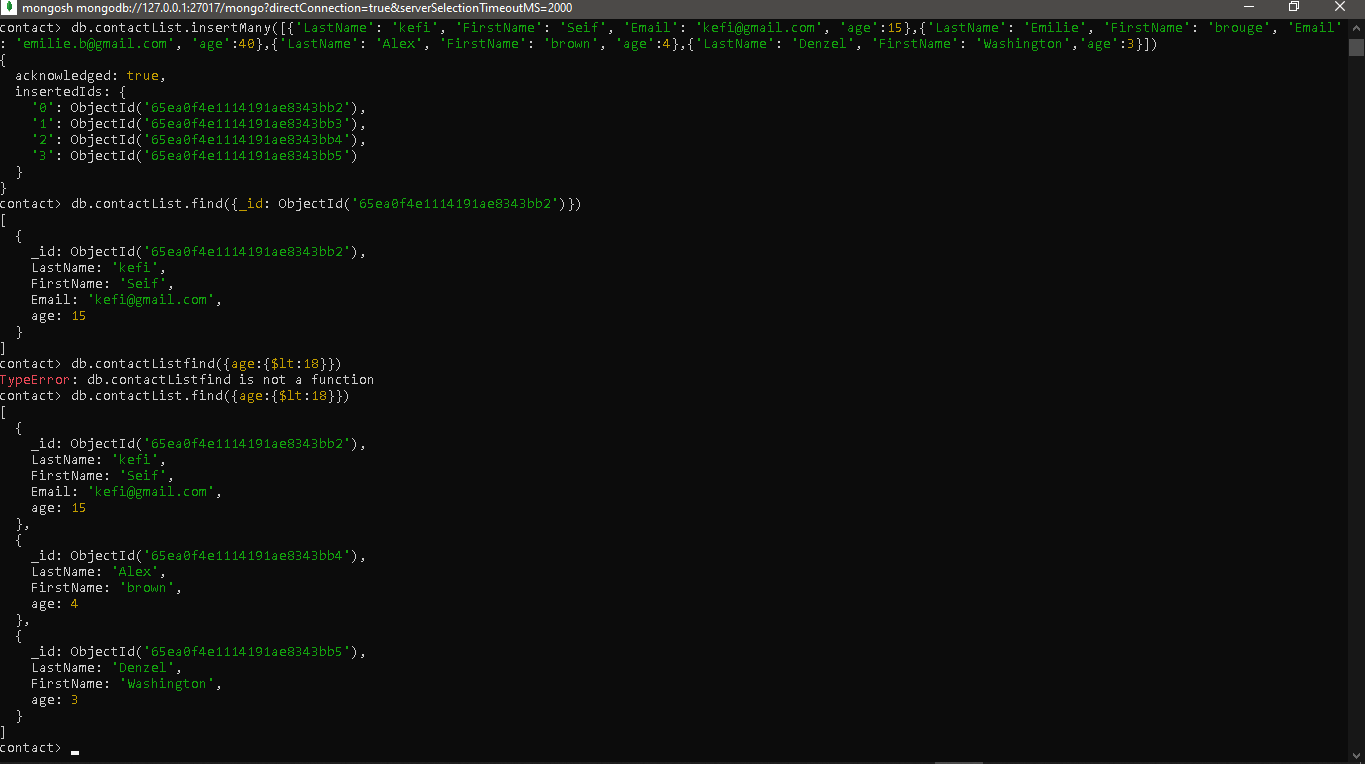 mongosh mongodb://127.0.0.1:27017/mongo?directConnection=true&serverSelectionTimeoutMS=2000
contact> db.contactList.insertMany([{'LastName': 'kefi', 'FirstName': 'Seif', 'Email': 'kefi@gmail.com', 'age':15},{'LastName': 'Emilie', 'FirstName': 'brouge', 'Email'
: 'emilie.b@gmail.com', 'age':40},{'LastName': 'Alex', 'FirstName': 'brown', 'age':4},{'LastName': 'Denzel', 'FirstName': 'Washington','age':3}])
{
  acknowledged: true,
  insertedIds: {
    '0': ObjectId('65ea0f4e1114191ae8343bb2'),
    '1': ObjectId('65ea0f4e1114191ae8343bb3'),
    '2': ObjectId('65ea0f4e1114191ae8343bb4'),
    '3': ObjectId('65ea0f4e1114191ae8343bb5')
  }
}
contact> db.contactList.find({_id: ObjectId('65ea0f4e1114191ae8343bb2')})
[
  {
    _id: ObjectId('65ea0f4e1114191ae8343bb2'),
    LastName: 'kefi',
    FirstName: 'Seif',
    Email: 'kefi@gmail.com',
    age: 15
  }
]
contact> db.contactListfind({age:{$lt:18}})
TypeError: db.contactListfind is not a function
contact> db.contactList.find({age:{$lt:18}})
[
  {
    _id: ObjectId('65ea0f4e1114191ae8343bb2'),
    LastName: 'kefi',
    FirstName: 'Seif',
    Email: 'kefi@gmail.com',
    age: 15
  },
  {
    _id: ObjectId('65ea0f4e1114191ae8343bb4'),
    LastName: 'Alex',
    FirstName: 'brown',
    age: 4
  },
  {
    _id: ObjectId('65ea0f4e1114191ae8343bb5'),
    LastName: 'Denzel',
    FirstName: 'Washington',
    age: 3
  }
]
contact>